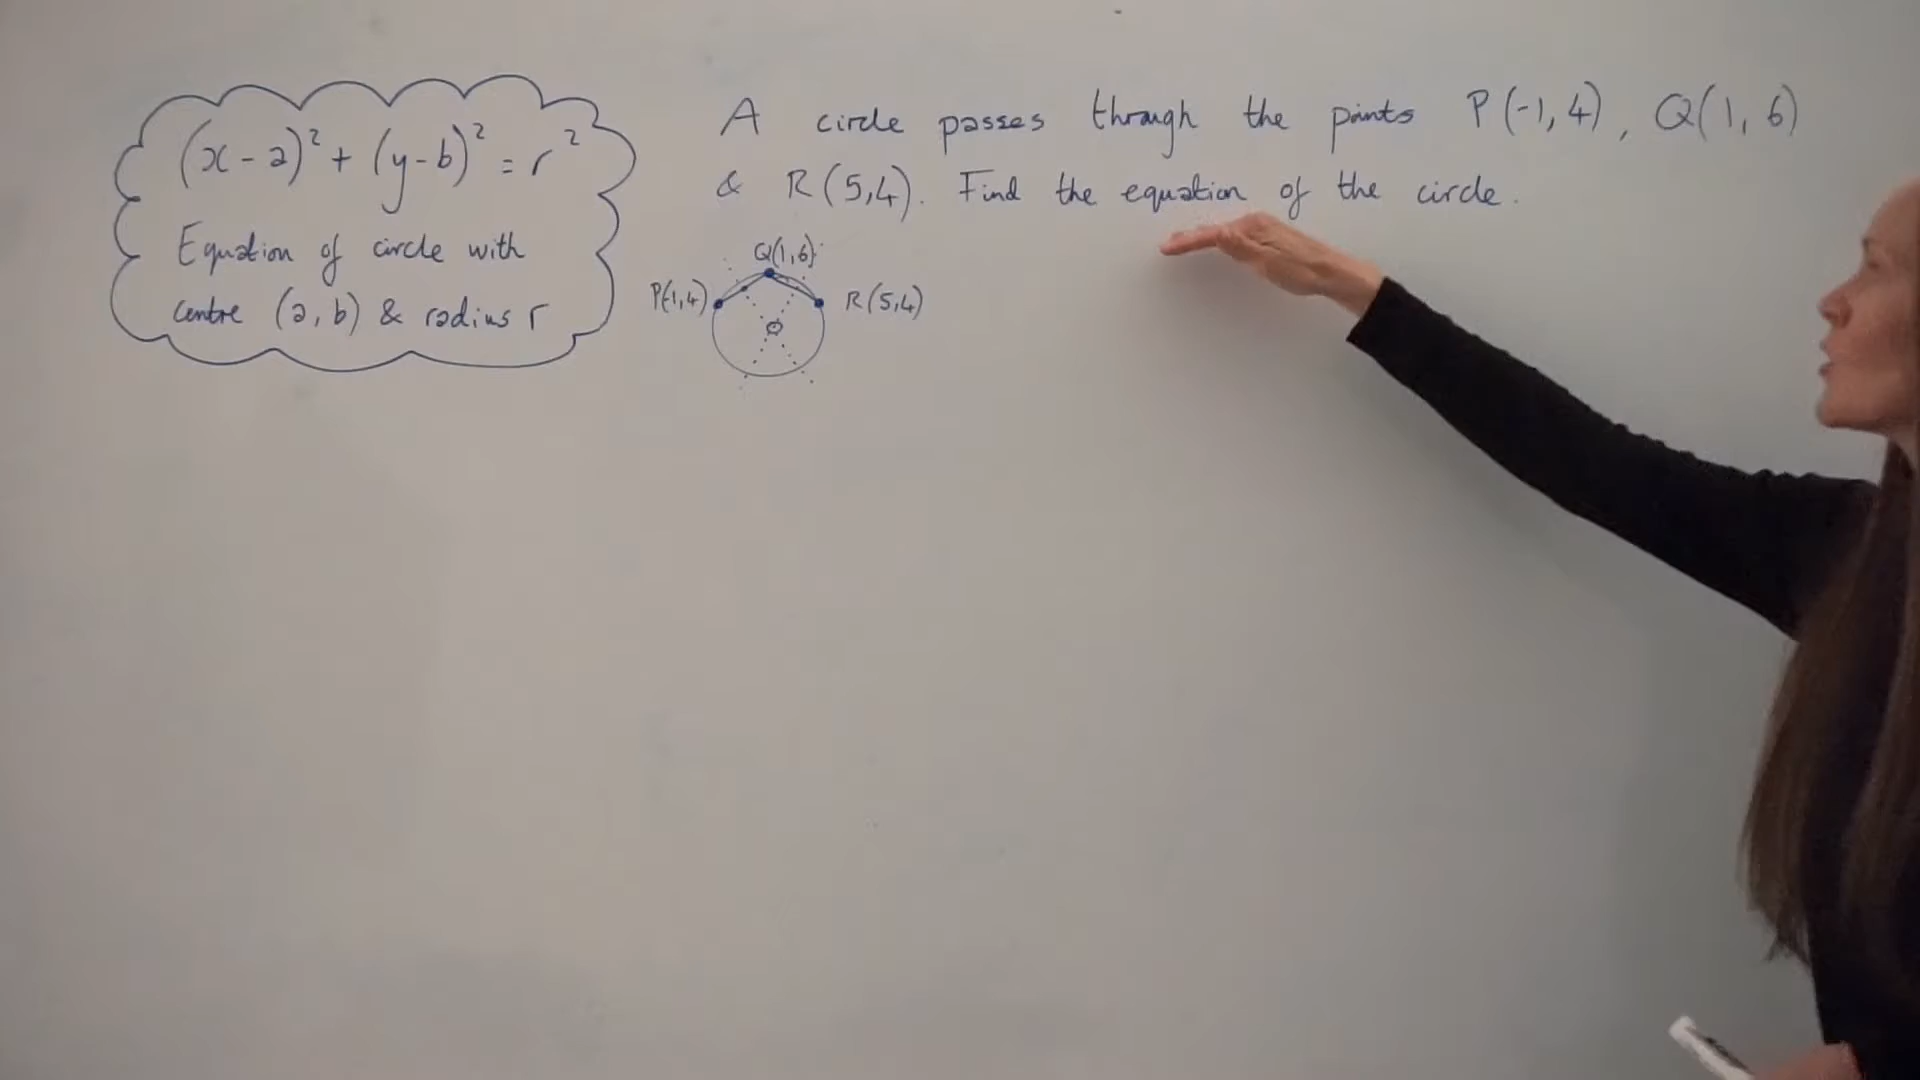 (x - a)² + (y - b)² = r²
Equation of circle with
centre (a, b) & radius r
A circle passes through the points P(-1, 4), Q(1, 6)
& R(5,4). Find the equation of the circle.
Q(1,6)
P(-1,4)
R(5,4)